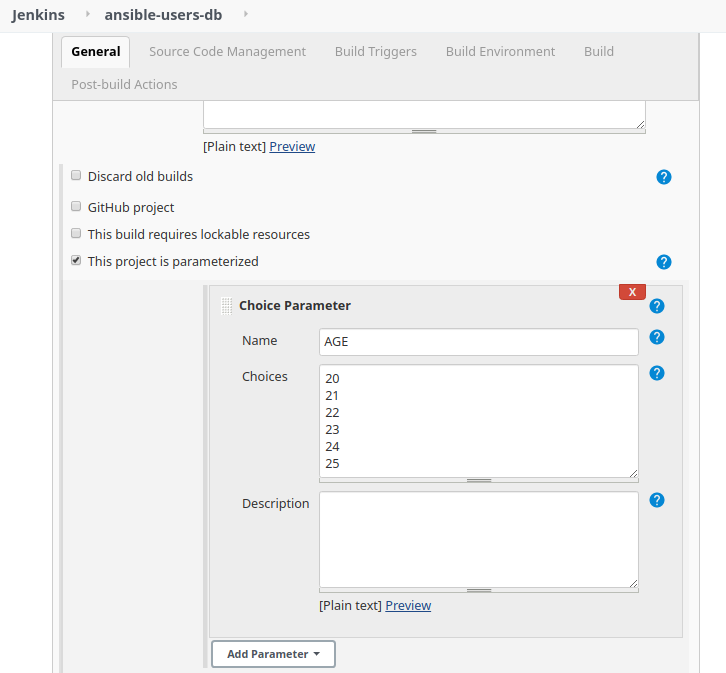 Jenkins ansible-users-db
General Source Code Management Build Triggers Build Environment Build
Post-build Actions
[Plain text] Preview
Discard old builds ?
GitHub project
This build requires lockable resources
This project is parameterized ?
X
Choice Parameter ?
Name AGE ?
Choices 20 ?
21
22
23
24
25
Description ?
[Plain text] Preview
Add Parameter